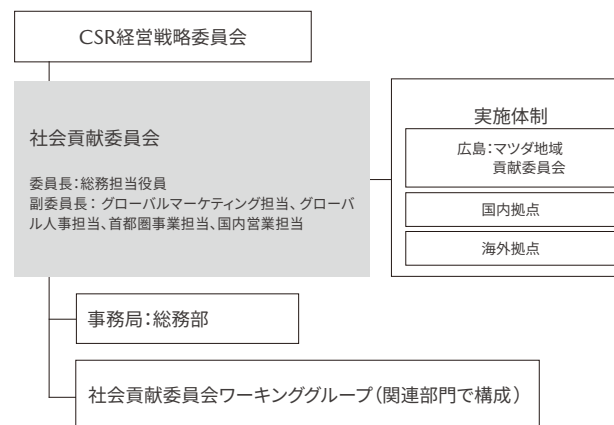 CSR経営戦略委員会
社会貢献委員会
委員長：総務担当役員
副委員長： グローバルマーケティング担当、グローバ
ル人事担当、首都圏事業担当、国内営業担当
実施体制
広島：マツダ地域
貢献委員会
国内拠点
海外拠点
事務局：総務部
社会貢献委員会ワーキンググループ（関連部門で構成）